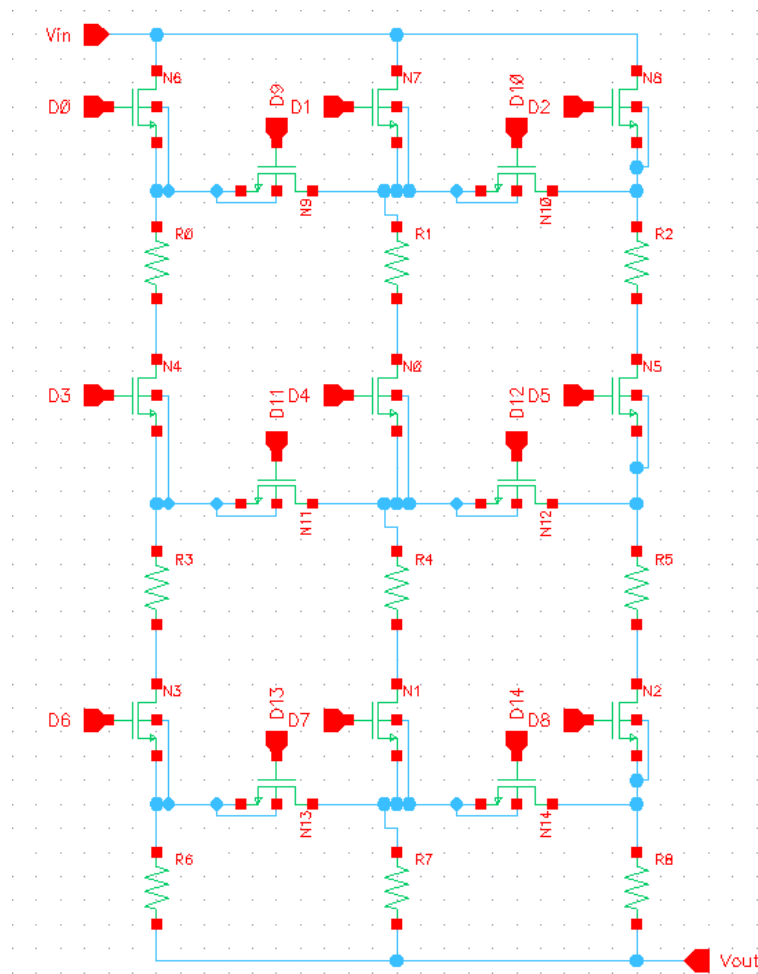 Vin
N6 N7 N8
D0 D9 D1 D10 D2
N9 N10
R0 R1 R2
N4 N0 N5
D3 D11 D4 D12 D5
N11 N12
R3 R4 R5
N3 N1 N2
D6 D13 D7 D14 D8
N13 N14
R6 R7 R8
Vout